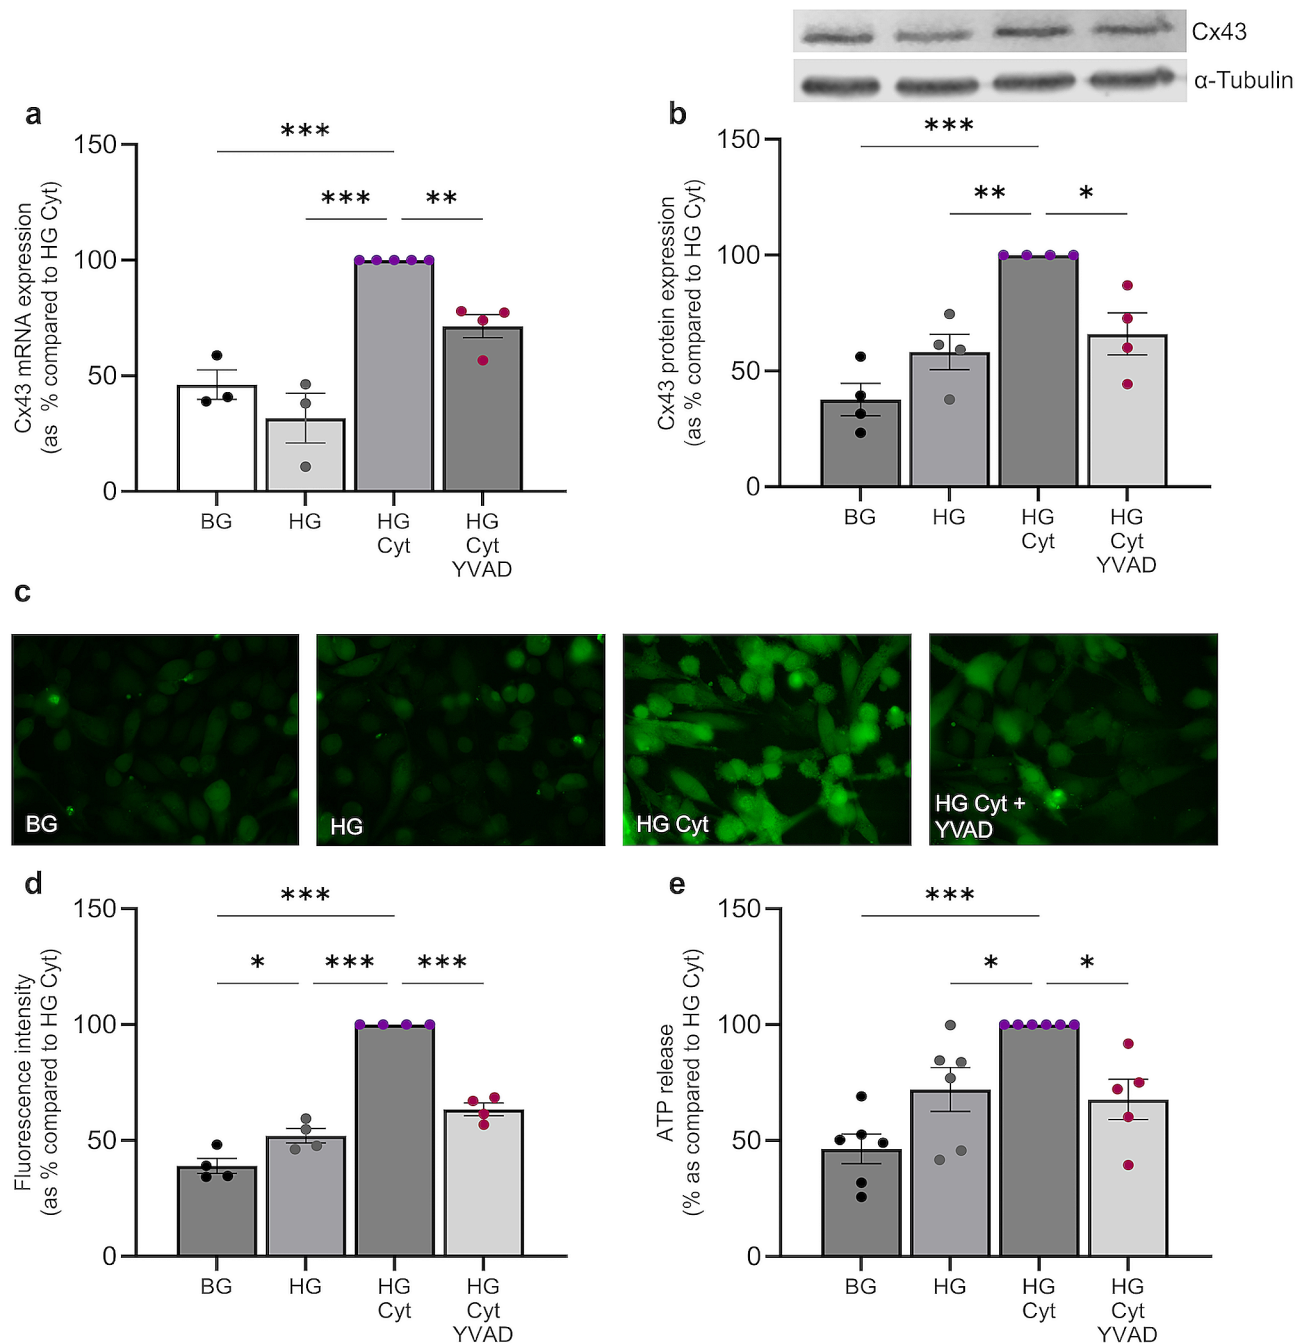 Cx43
α-Tubulin
a
***
***
**
150
100
50
0
Cx43 mRNA expression
(as % compared to HG Cyt)
BG
HG
HG
Cyt
HG
Cyt
YVAD
b
***
**
*
150
100
50
0
Cx43 protein expression
(as % compared to HG Cyt)
BG
HG
HG
Cyt
HG
Cyt
YVAD
c
BG
HG
HG Cyt
HG Cyt +
YVAD
d
***
*
***
***
150
100
50
0
Fluorescence intensity
(as % compared to HG Cyt)
BG
HG
HG
Cyt
HG
Cyt
YVAD
e
***
*
*
150
100
50
0
ATP release
(% as compared to HG Cyt)
BG
HG
HG
Cyt
HG
Cyt
YVAD